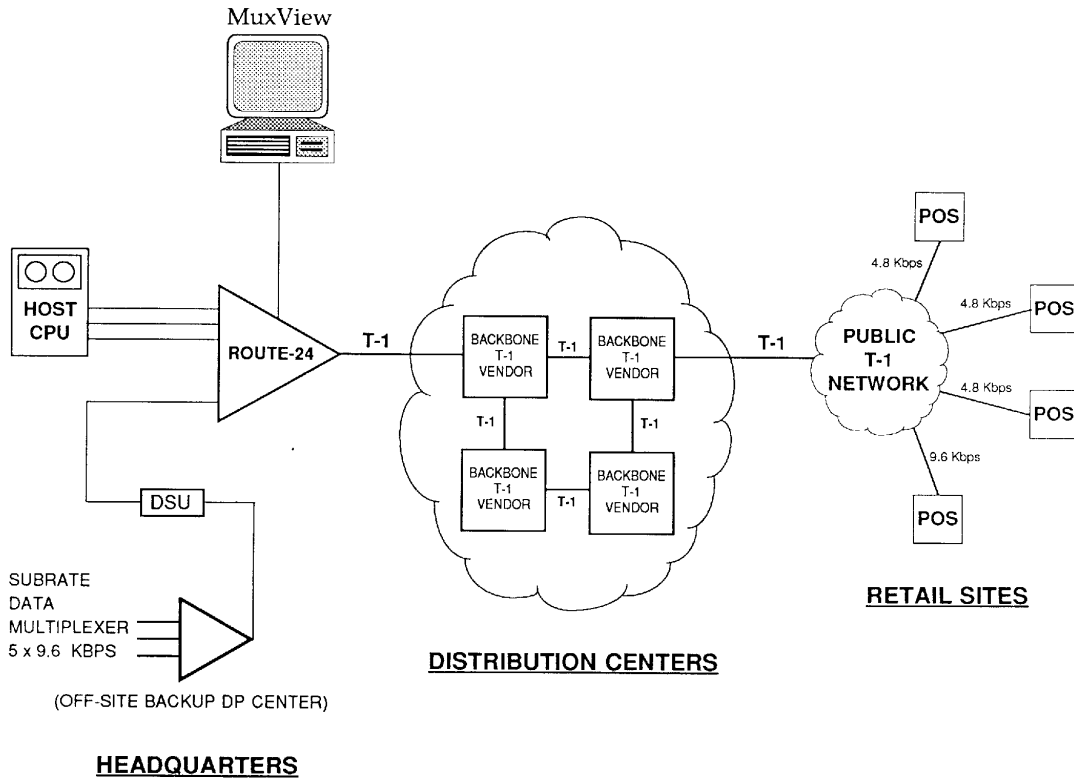 MuxView
HOST
CPU
ROUTE-24
T-1
BACKBONE
T-1
VENDOR
T-1
BACKBONE
T-1
VENDOR
T-1
T-1
BACKBONE
T-1
VENDOR
T-1
BACKBONE
T-1
VENDOR
T-1
PUBLIC
T-1
NETWORK
POS
4.8 Kbps
POS
4.8 Kbps
POS
4.8 Kbps
POS
9.6 Kbps
DSU
SUBRATE
DATA
MULTIPLEXER
5 x 9.6 KBPS
(OFF-SITE BACKUP DP CENTER)
HEADQUARTERS
DISTRIBUTION CENTERS
RETAIL SITES